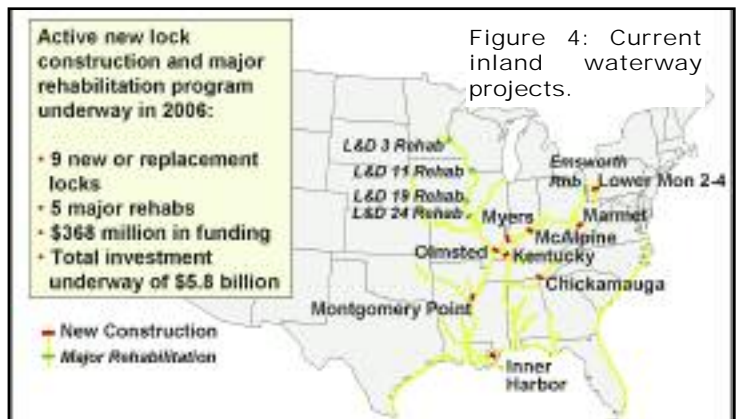 Active new lock
construction and major
rehabilitation program
underway in 2006:
• 9 new or replacement
locks
• 5 major rehabs
• $368 million in funding
• Total investment
underway of $5.8 billion
Figure 4: Current
inland waterway
projects.
L&D 3 Rehab
L&D 11 Rehab
L&D 19 Rehab
L&D 24 Rehab
Emsworth
Rhb
Lower Mon 2-4
Myers
Marmet
McAlpine
Olmsted
Kentucky
Chickamauga
Montgomery Point
Inner
Harbor
New Construction
Major Rehabilitation